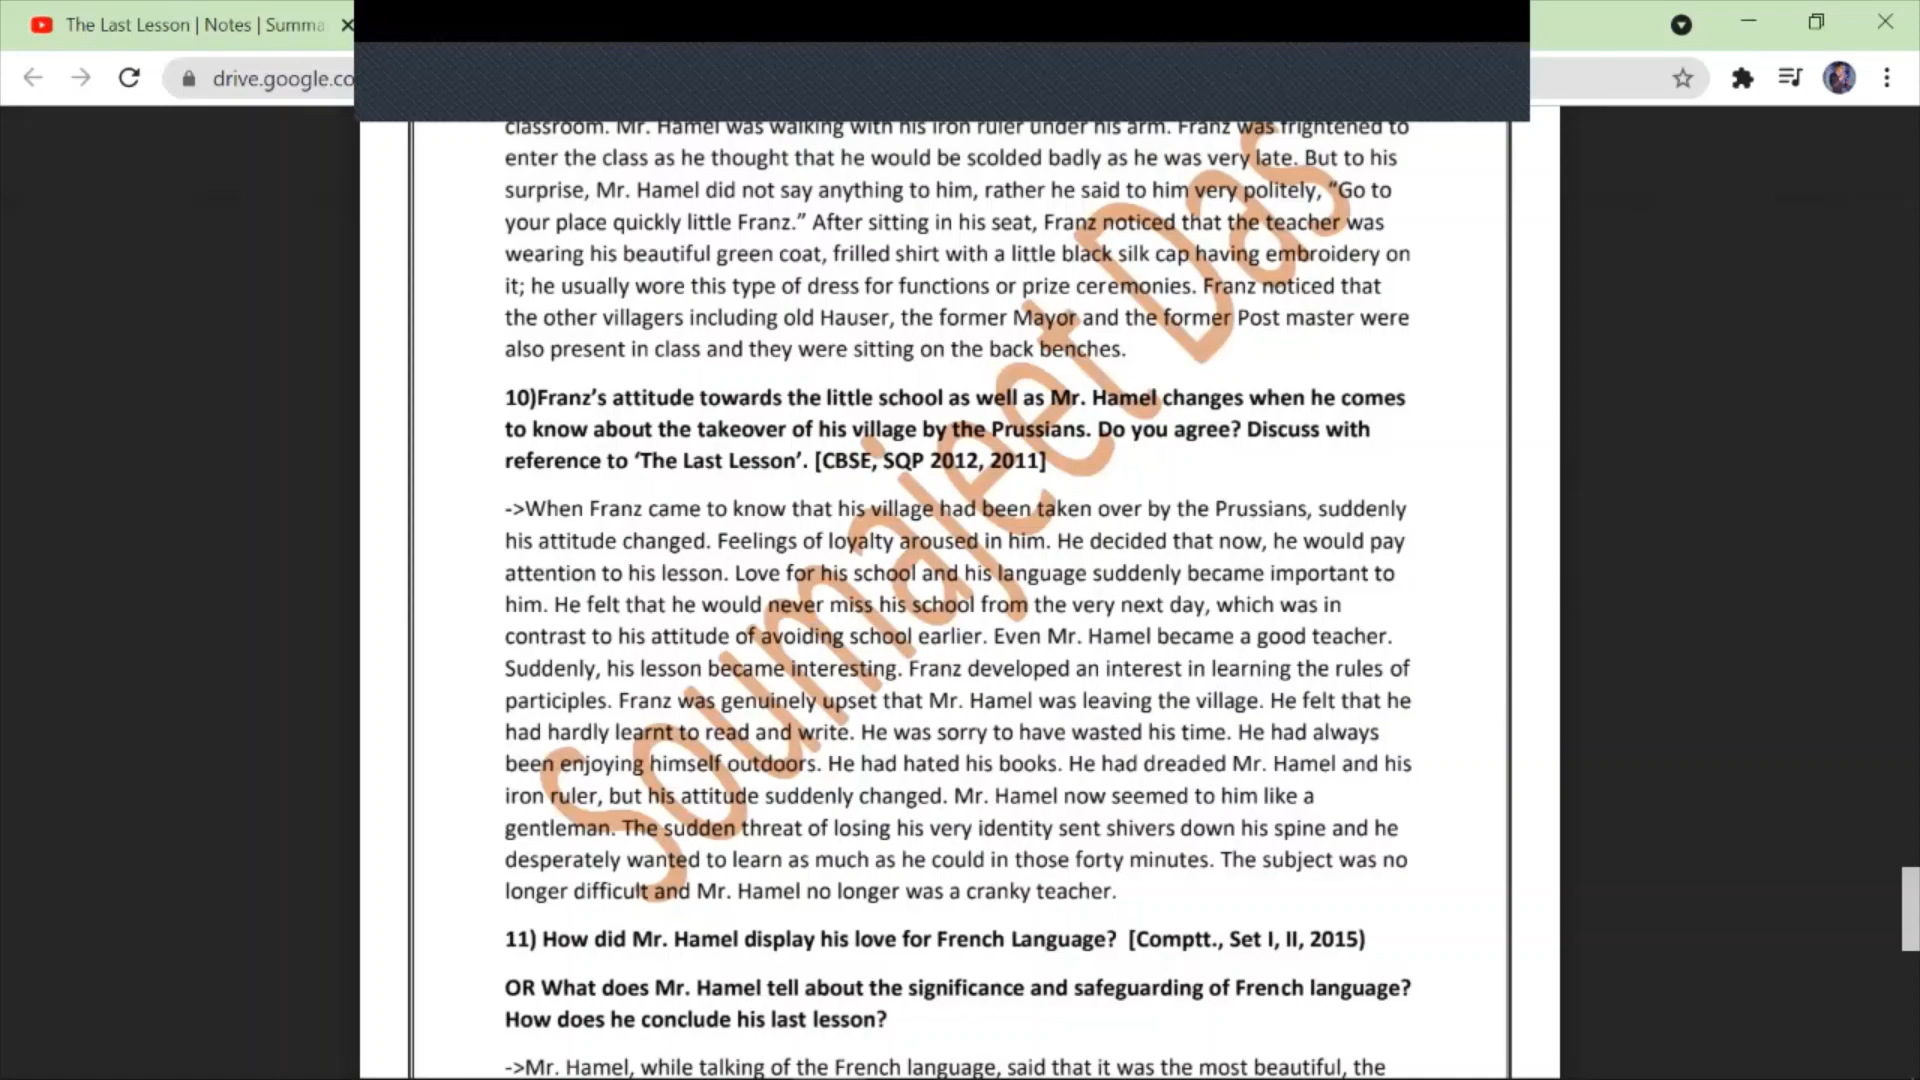 The Last Lesson | Notes | Summa
drive.google.co
classroom. Mr. Hamel was walking with his iron ruler under his arm. Franz was frightened to
enter the class as he thought that he would be scolded badly as he was very late. But to his
surprise, Mr. Hamel did not say anything to him, rather he said to him very politely, “Go to
your place quickly little Franz.” After sitting in his seat, Franz noticed that the teacher was
wearing his beautiful green coat, frilled shirt with a little black silk cap having embroidery on
it; he usually wore this type of dress for functions or prize ceremonies. Franz noticed that
the other villagers including old Hauser, the former Mayor and the former Post master were
also present in class and they were sitting on the back benches.
10)Franz’s attitude towards the little school as well as Mr. Hamel changes when he comes
to know about the takeover of his village by the Prussians. Do you agree? Discuss with
reference to ‘The Last Lesson’. [CBSE, SQP 2012, 2011]
->When Franz came to know that his village had been taken over by the Prussians, suddenly
his attitude changed. Feelings of loyalty aroused in him. He decided that now, he would pay
attention to his lesson. Love for his school and his language suddenly became important to
him. He felt that he would never miss his school from the very next day, which was in
contrast to his attitude of avoiding school earlier. Even Mr. Hamel became a good teacher.
Suddenly, his lesson became interesting. Franz developed an interest in learning the rules of
participles. Franz was genuinely upset that Mr. Hamel was leaving the village. He felt that he
had hardly learnt to read and write. He was sorry to have wasted his time. He had always
been enjoying himself outdoors. He had hated his books. He had dreaded Mr. Hamel and his
iron ruler, but his attitude suddenly changed. Mr. Hamel now seemed to him like a
gentleman. The sudden threat of losing his very identity sent shivers down his spine and he
desperately wanted to learn as much as he could in those forty minutes. The subject was no
longer difficult and Mr. Hamel no longer was a cranky teacher.
11) How did Mr. Hamel display his love for French Language? [Comptt., Set I, II, 2015)
OR What does Mr. Hamel tell about the significance and safeguarding of French language?
How does he conclude his last lesson?
->Mr. Hamel, while talking of the French language, said that it was the most beautiful, the
Soumajeet Das